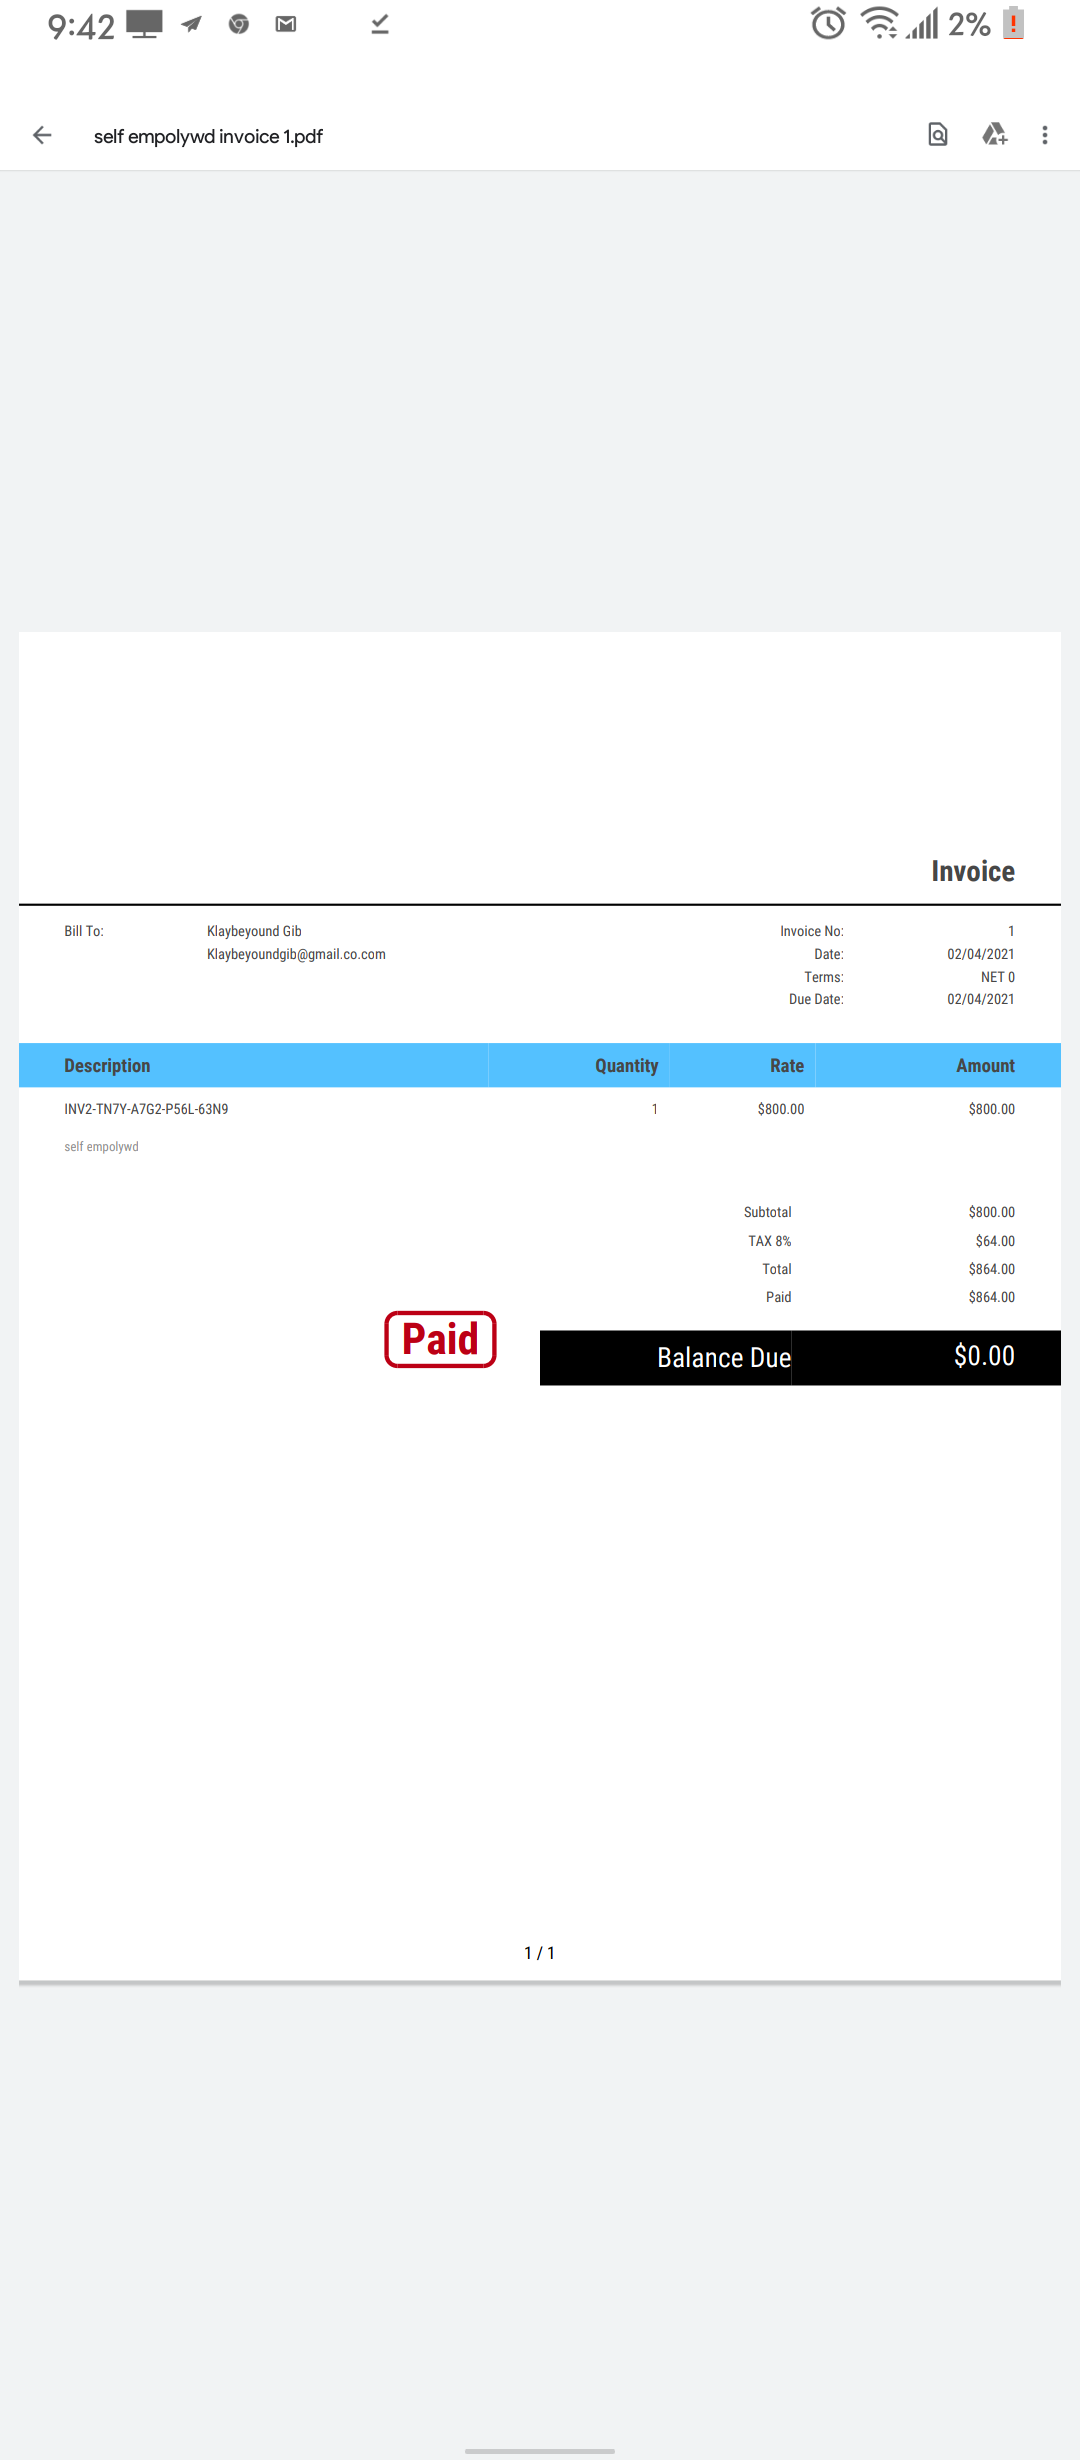 9:42 2%
self empolywd invoice 1.pdf
Invoice
Bill To: Klaybeyound Gib Invoice No: 1
Klaybeyoundgib@gmail.co.com Date: 02/04/2021
Terms: NET 0
Due Date: 02/04/2021
Description Quantity Rate Amount
INV2-TN7Y-A7G2-P56L-63N9 1 $800.00 $800.00
self empolywd
Subtotal $800.00
TAX 8% $64.00
Total $864.00
Paid $864.00
Paid
Balance Due $0.00
1 / 1